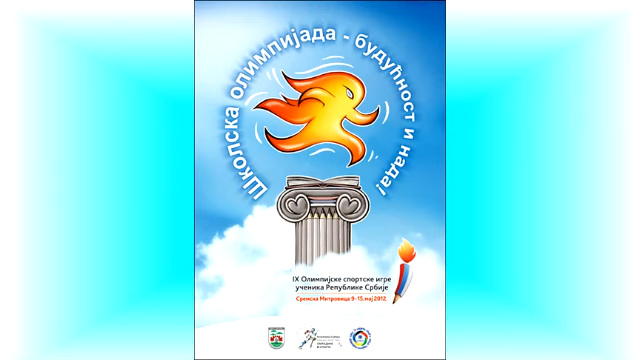 Школска олимпијада - будућност и нада!
IX Олимпијске спортске игре
ученика Републике Србије
Сремска Митровица 9-15.мај 2012.